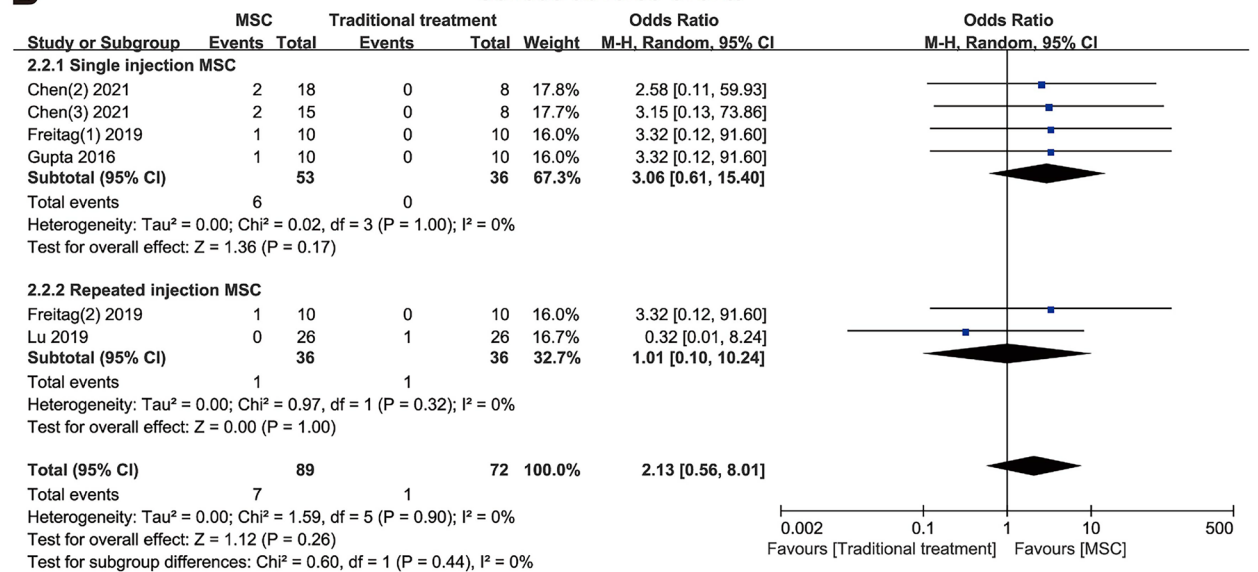 MSC Traditional treatment Odds Ratio Odds Ratio
Study or Subgroup Events Total Events Total Weight M-H, Random, 95% CI M-H, Random, 95% CI
2.2.1 Single injection MSC
Chen(2) 2021 2 18 0 8 17.8% 2.58 [0.11, 59.93]
Chen(3) 2021 2 15 0 8 17.7% 3.15 [0.13, 73.86]
Freitag(1) 2019 1 10 0 10 16.0% 3.32 [0.12, 91.60]
Gupta 2016 1 10 0 10 16.0% 3.32 [0.12, 91.60]
Subtotal (95% CI) 53 36 67.3% 3.06 [0.61, 15.40]
Total events 6 0
Heterogeneity: Tau² = 0.00; Chi² = 0.02, df = 3 (P = 1.00); I² = 0%
Test for overall effect: Z = 1.36 (P = 0.17)
2.2.2 Repeated injection MSC
Freitag(2) 2019 1 10 0 10 16.0% 3.32 [0.12, 91.60]
Lu 2019 0 26 1 26 16.7% 0.32 [0.01, 8.24]
Subtotal (95% CI) 36 36 32.7% 1.01 [0.10, 10.24]
Total events 1 1
Heterogeneity: Tau² = 0.00; Chi² = 0.97, df = 1 (P = 0.32); I² = 0%
Test for overall effect: Z = 0.00 (P = 1.00)
Total (95% CI) 89 72 100.0% 2.13 [0.56, 8.01]
Total events 7 1
Heterogeneity: Tau² = 0.00; Chi² = 1.59, df = 5 (P = 0.90); I² = 0%
Test for overall effect: Z = 1.12 (P = 0.26)
Test for subgroup differences: Chi² = 0.60, df = 1 (P = 0.44), I² = 0%
0.002 0.1 1 10 500
Favours [Traditional treatment] Favours [MSC]